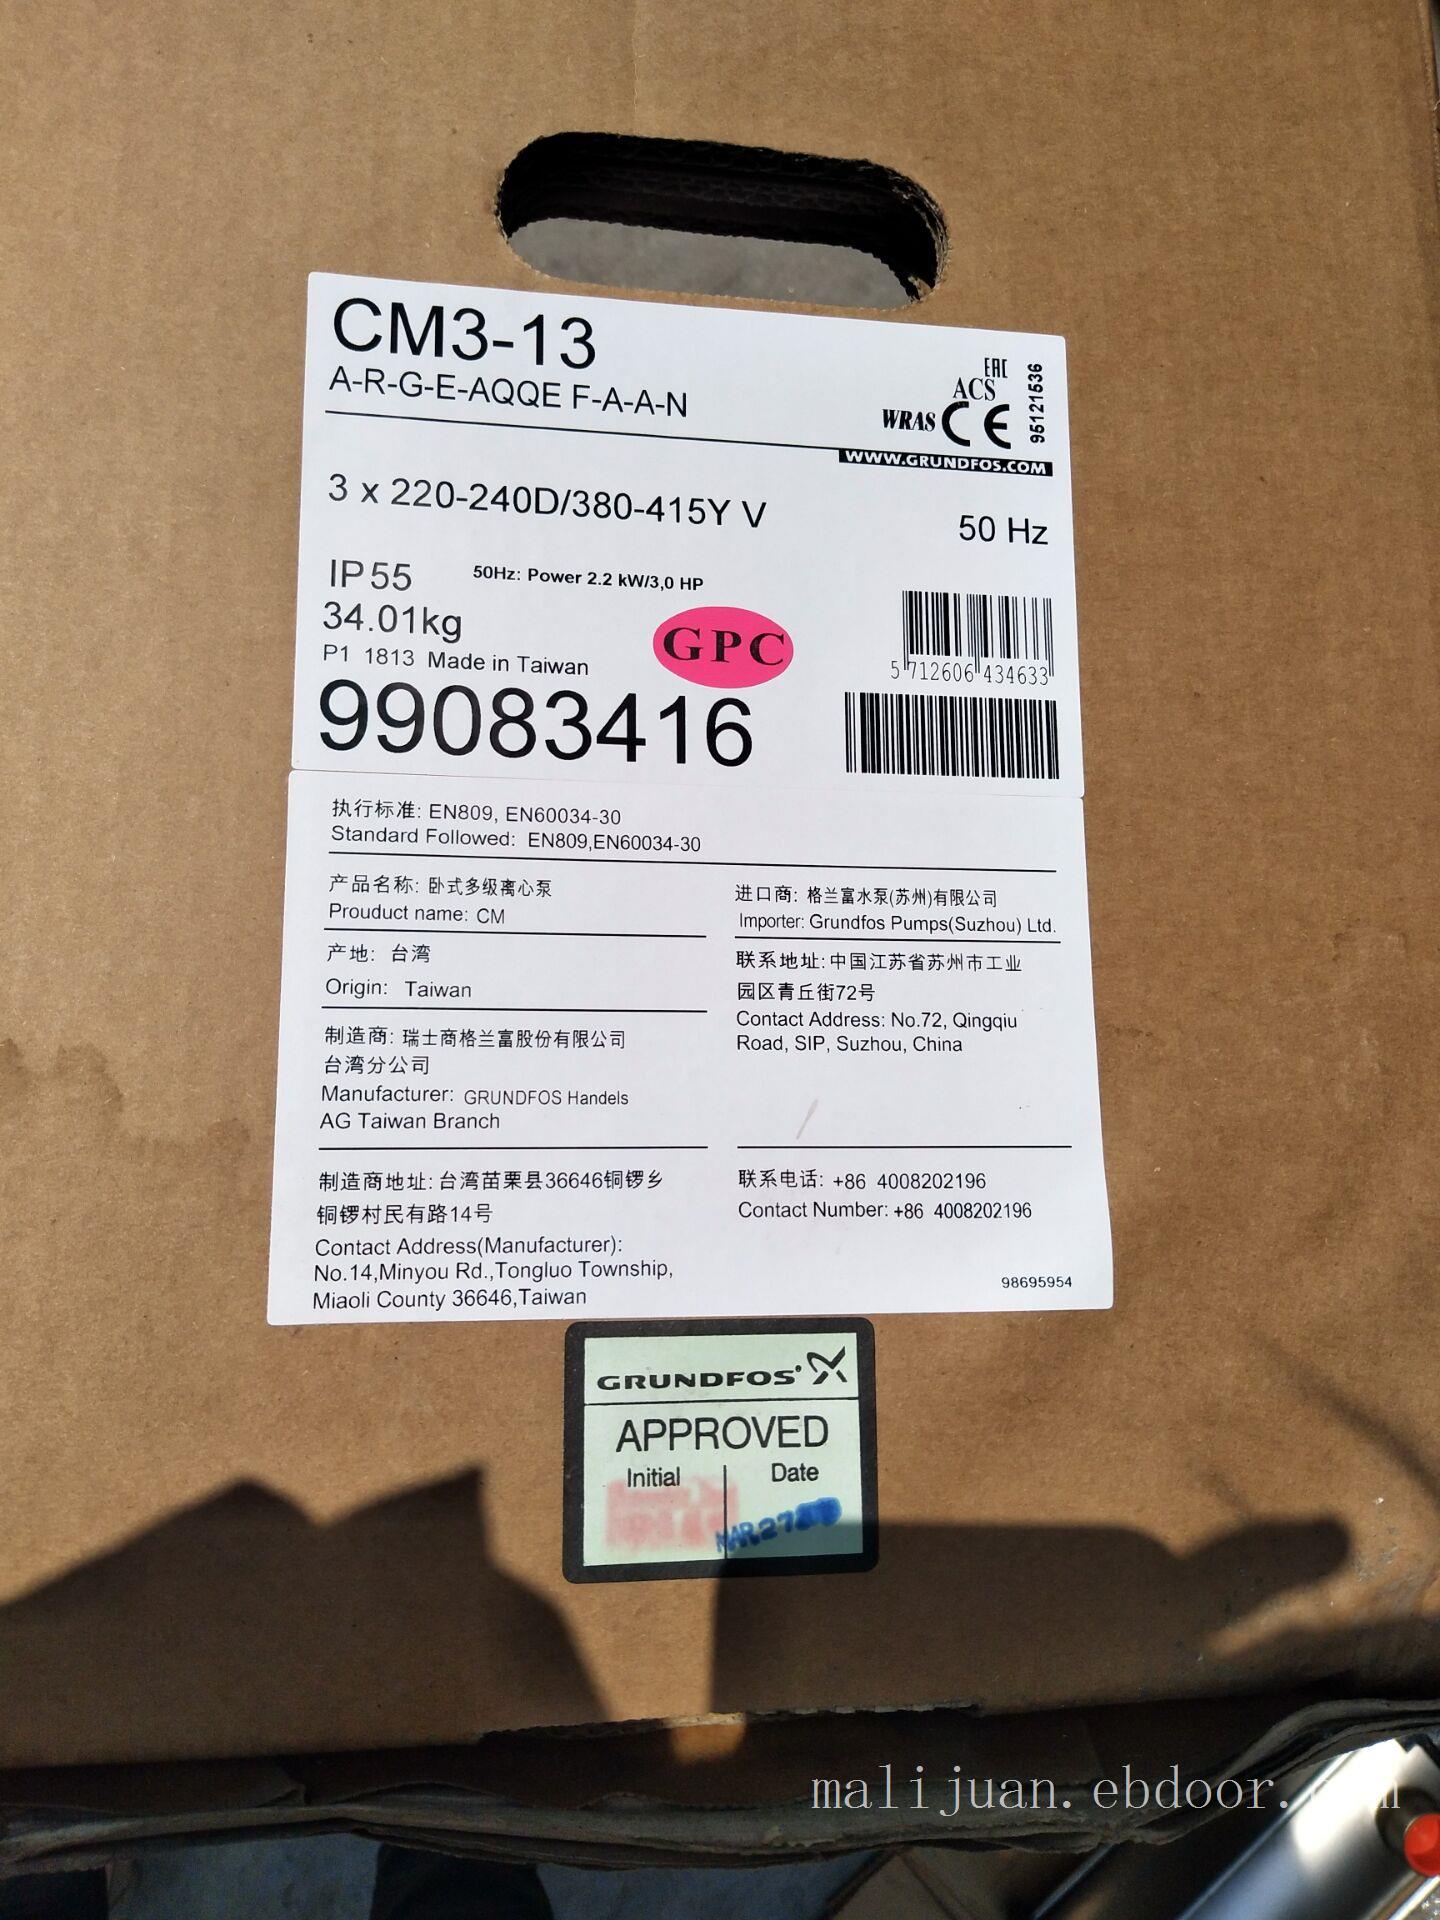 CM3-13
A-R-G-E-AQQE F-A-A-N
EAC
ACS
WRAS CE
95121536
WWW.GRUNDFOS.COM
3 x 220-240D/380-415Y V
50 Hz
IP55
50Hz: Power 2.2 kW/3,0 HP
34.01kg
P1 1813 Made in Taiwan
GPC
99083416
5 712606 434633
执行标准: EN809, EN60034-30
Standard Followed: EN809,EN60034-30
产品名称: 卧式多级离心泵
Prouduct name: CM
产地: 台湾
Origin: Taiwan
制造商: 瑞士商格兰富股份有限公司
台湾分公司
Manufacturer: GRUNDFOS Handels
AG Taiwan Branch
制造商地址: 台湾苗栗县36646铜锣乡
铜锣村民有路14号
Contact Address(Manufacturer):
No.14,Minyou Rd.,Tongluo Township,
Miaoli County 36646,Taiwan
进口商: 格兰富水泵(苏州)有限公司
Importer: Grundfos Pumps(Suzhou) Ltd.
联系地址: 中国江苏省苏州市工业
园区青丘街72号
Contact Address: No.72, Qingqiu
Road, SIP, Suzhou, China
联系电话: +86 4008202196
Contact Number: +86 4008202196
98695954
GRUNDFOS
APPROVED
Initial
Date
malijuan.ebdoor.com